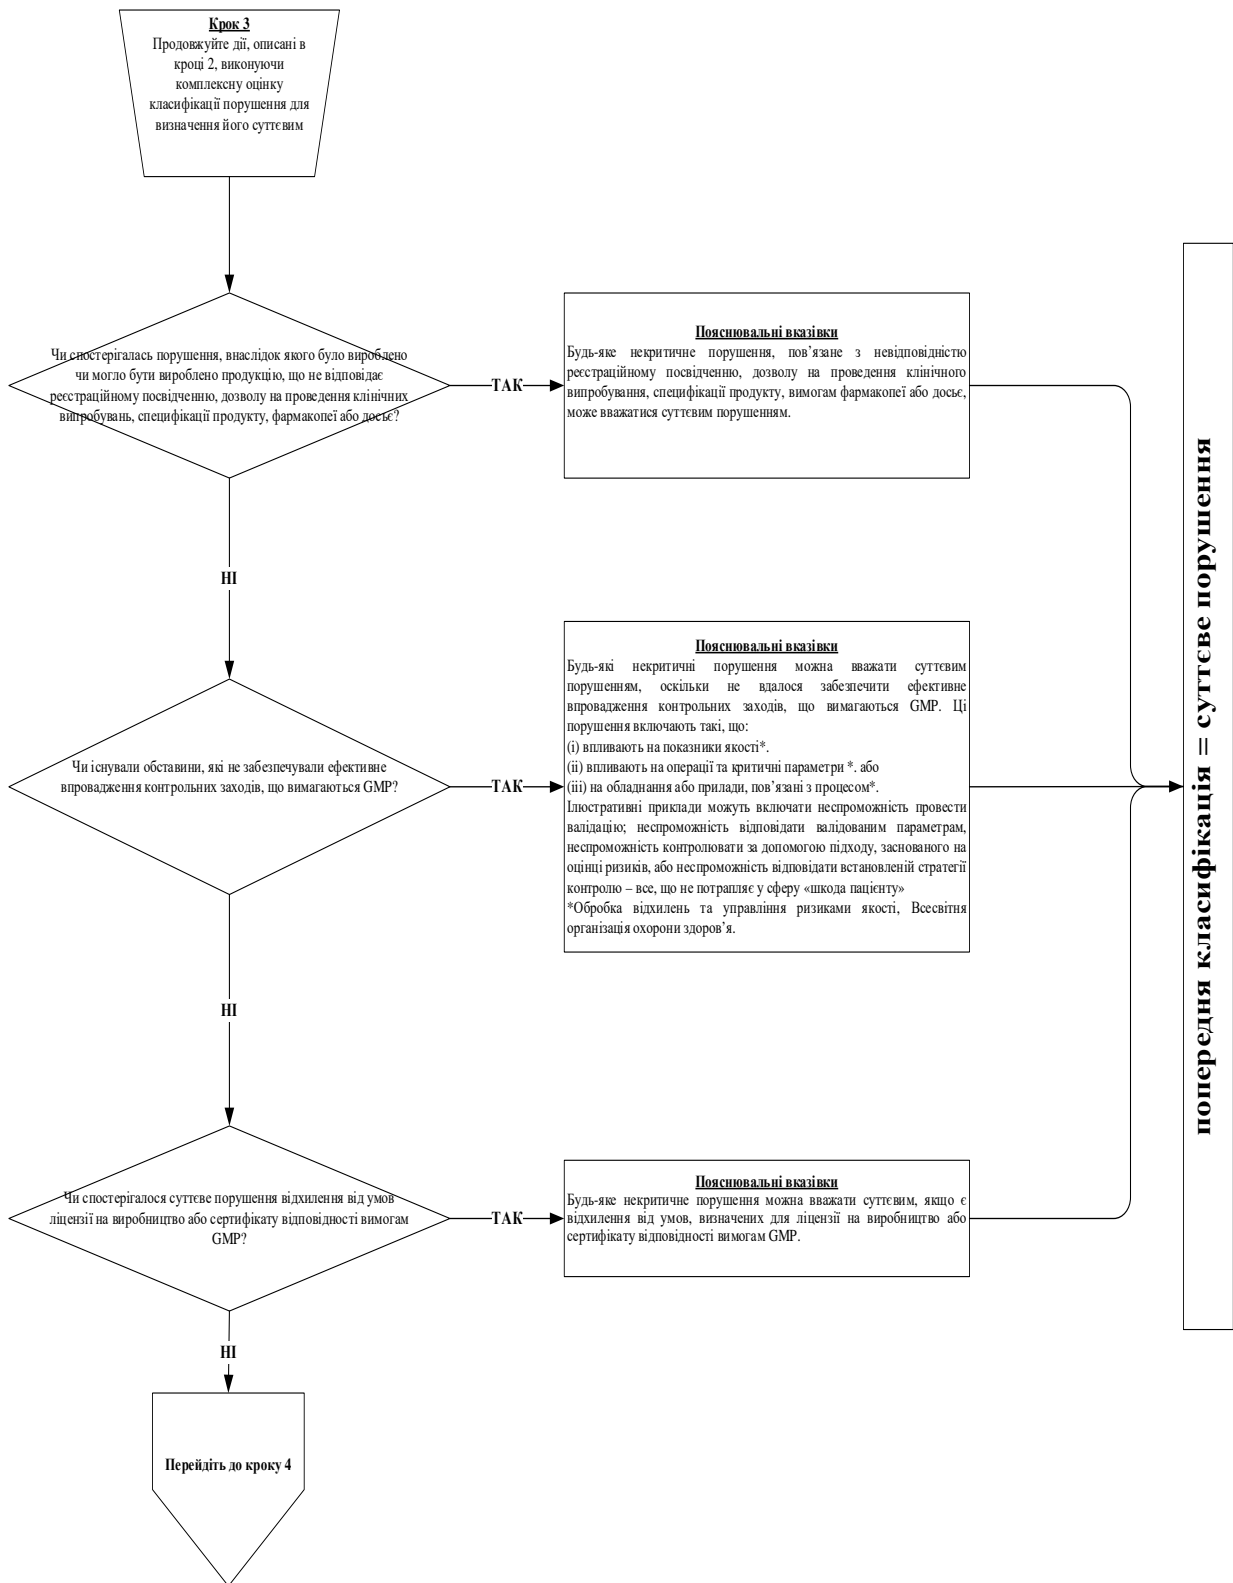 Крок 3
Продовжуйте дії, описані в
кроці 2, виконуючи
комплексну оцінку
класифікації порушення для
визначення його суттєвим
Чи спостерігалась порушення, внаслідок якого було вироблено
чи могло бути вироблено продукцію, що не відповідає
реєстраційному посвідченню, дозволу на проведення клінічних
випробувань, специфікації продукту, фармакопеї або досьє?
ТАК
Пояснювальні вказівки
Будь-яке некритичне порушення, пов’язане з невідповідністю
реєстраційному посвідченню, дозволу на проведення клінічного
випробування, специфікації продукту, вимогам фармакопеї або досьє,
може вважатися суттєвим порушенням.
НІ
Чи існували обставини, які не забезпечували ефективне
впровадження контрольних заходів, що вимагаються GMP?
ТАК
Пояснювальні вказівки
Будь-які некритичні порушення можна вважати суттєвим
порушенням, оскільки не вдалося забезпечити ефективне
впровадження контрольних заходів, що вимагаються GMP. Ці
порушення включають такі, що:
(i) впливають на показники якості*.
(ii) впливають на операції та критичні параметри *. або
(iii) на обладнання або прилади, пов’язані з процесом*.
Ілюстративні приклади можуть включати неспроможність провести
валідацію; неспроможність відповідати валідованим параметрам,
неспроможність контролювати за допомогою підходу, заснованого на
оцінці ризиків, або неспроможність відповідати встановленій стратегії
контролю – все, що не потрапляє у сферу «шкода пацієнту»
*Обробка відхилень та управління ризиками якості, Всесвітня
організація охорони здоров’я.
НІ
Чи спостерігалося суттєве порушення відхилення від умов
ліцензії на виробництво або сертифікату відповідності вимогам
GMP?
ТАК
Пояснювальні вказівки
Будь-яке некритичне порушення можна вважати суттєвим, якщо є
відхилення від умов, визначених для ліцензії на виробництво або
сертифікату відповідності вимогам GMP.
НІ
Перейдіть до кроку 4
попередня класифікація = суттєве порушення